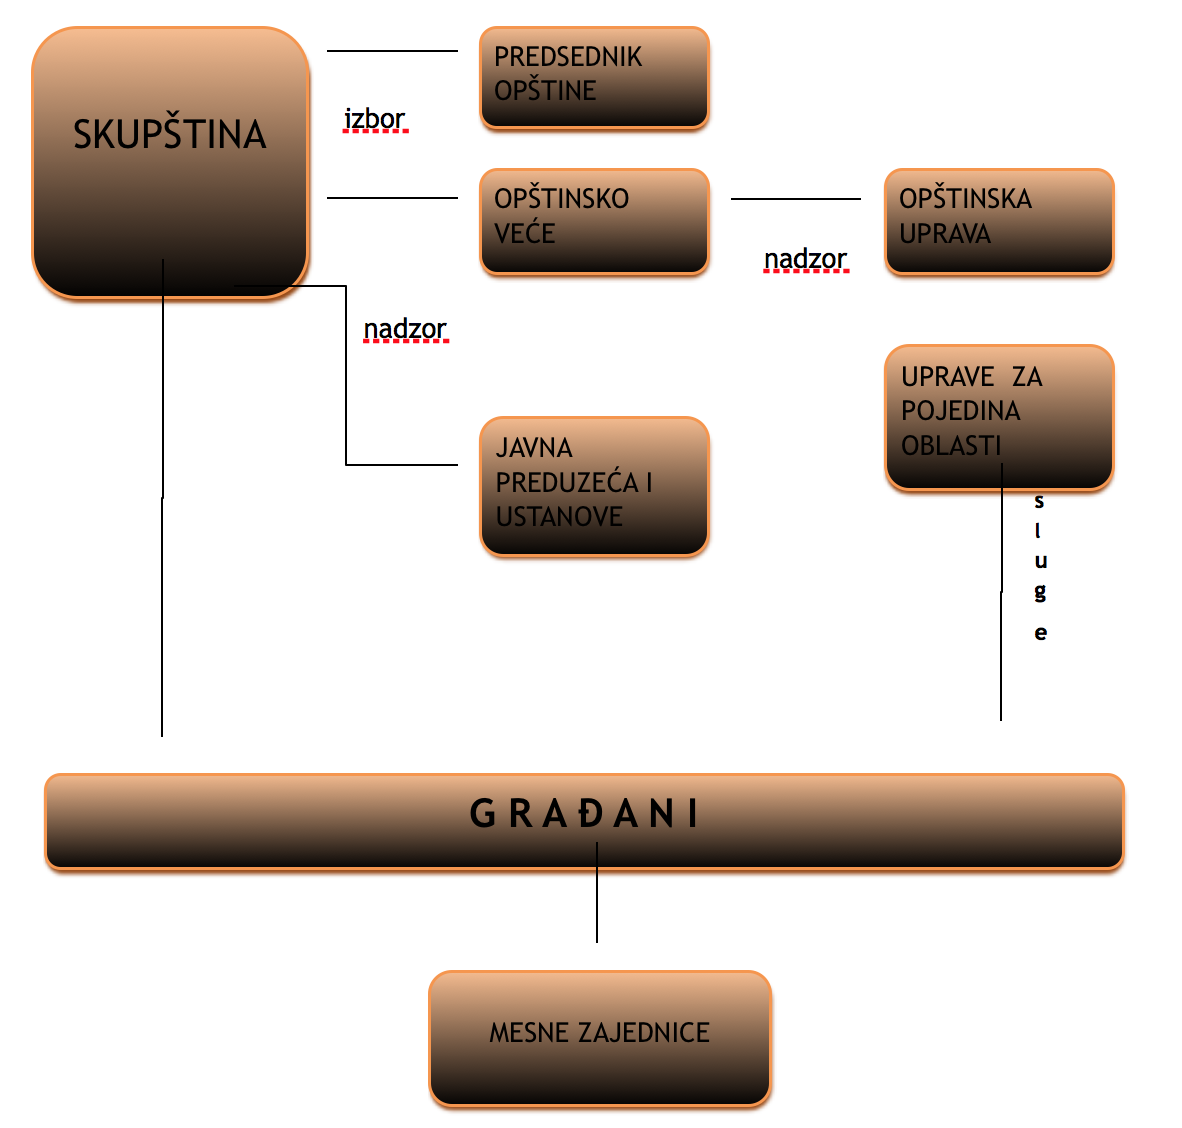 SKUPŠTINA
izbor
PREDSEDNIK
OPŠTINE
OPŠTINSKO
VEĆE
nadzor
OPŠTINSKA
UPRAVA
nadzor
JAVNA
PREDUZEĆA I
USTANOVE
UPRAVE ZA
POJEDINA
OBLASTI
s
l
u
g
e
G R A Đ A N I
MESNE ZAJEDNICE